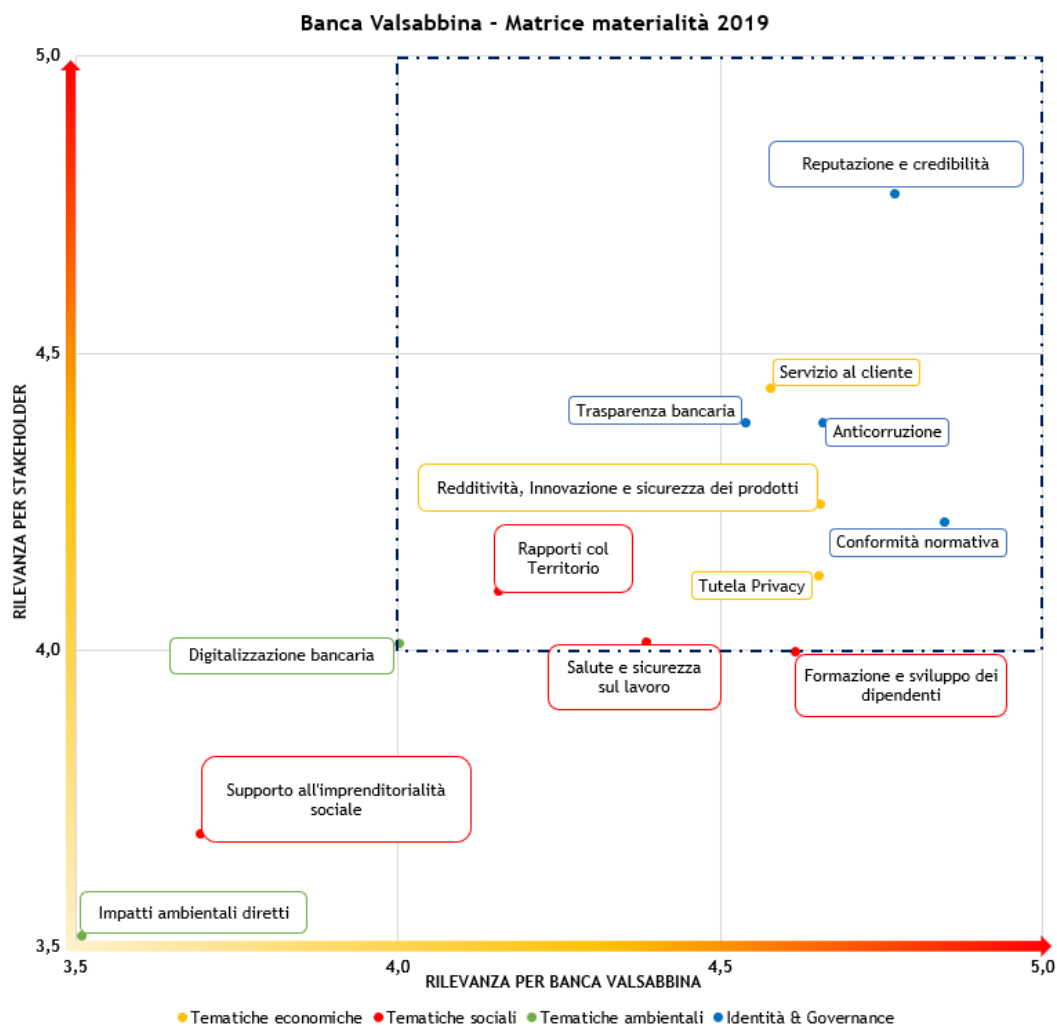 Banca Valsabbina - Matrice materialità 2019
5,0
Reputazione e credibilità
4,5
Servizio al cliente
Trasparenza bancaria
Anticorruzione
Redditività, Innovazione e sicurezza dei prodotti
Rapporti col
Territorio
Conformità normativa
Tutela Privacy
4,0
Digitalizzazione bancaria
Salute e sicurezza
sul lavoro
Formazione e sviluppo dei
dipendenti
Supporto all'imprenditorialità
sociale
Impatti ambientali diretti
3,5
RILEVANZA PER STAKEHOLDER
3,5
4,0
4,5
5,0
RILEVANZA PER BANCA VALSABBINA
Tematiche economiche
Tematiche sociali
Tematiche ambientali
Identità & Governance